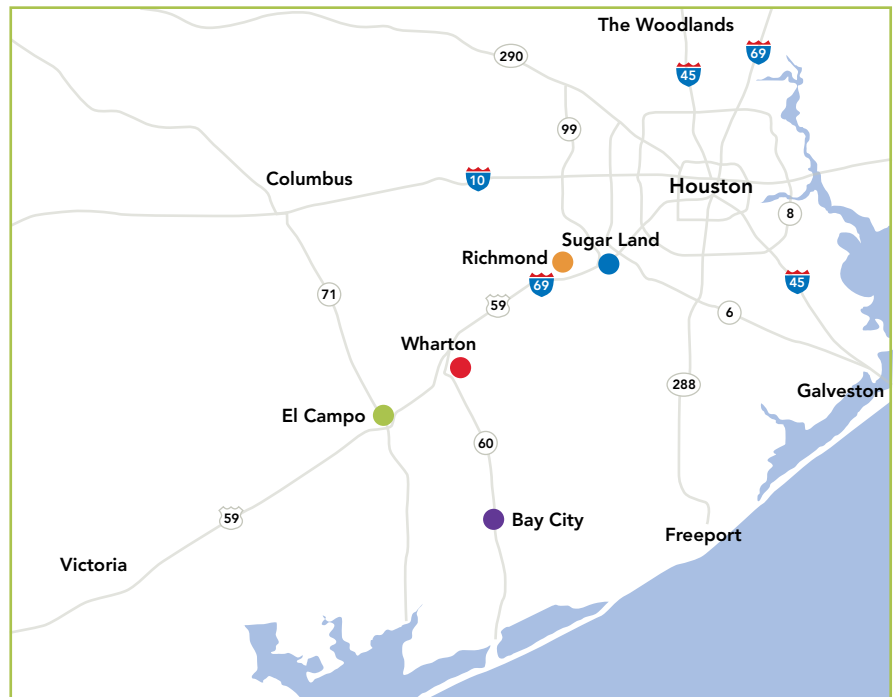 The Woodlands
290
45
69
99
Columbus
10
Houston
8
Sugar Land
Richmond
69
45
71
59
6
Wharton
288
Galveston
El Campo
60
59
Bay City
Freeport
Victoria